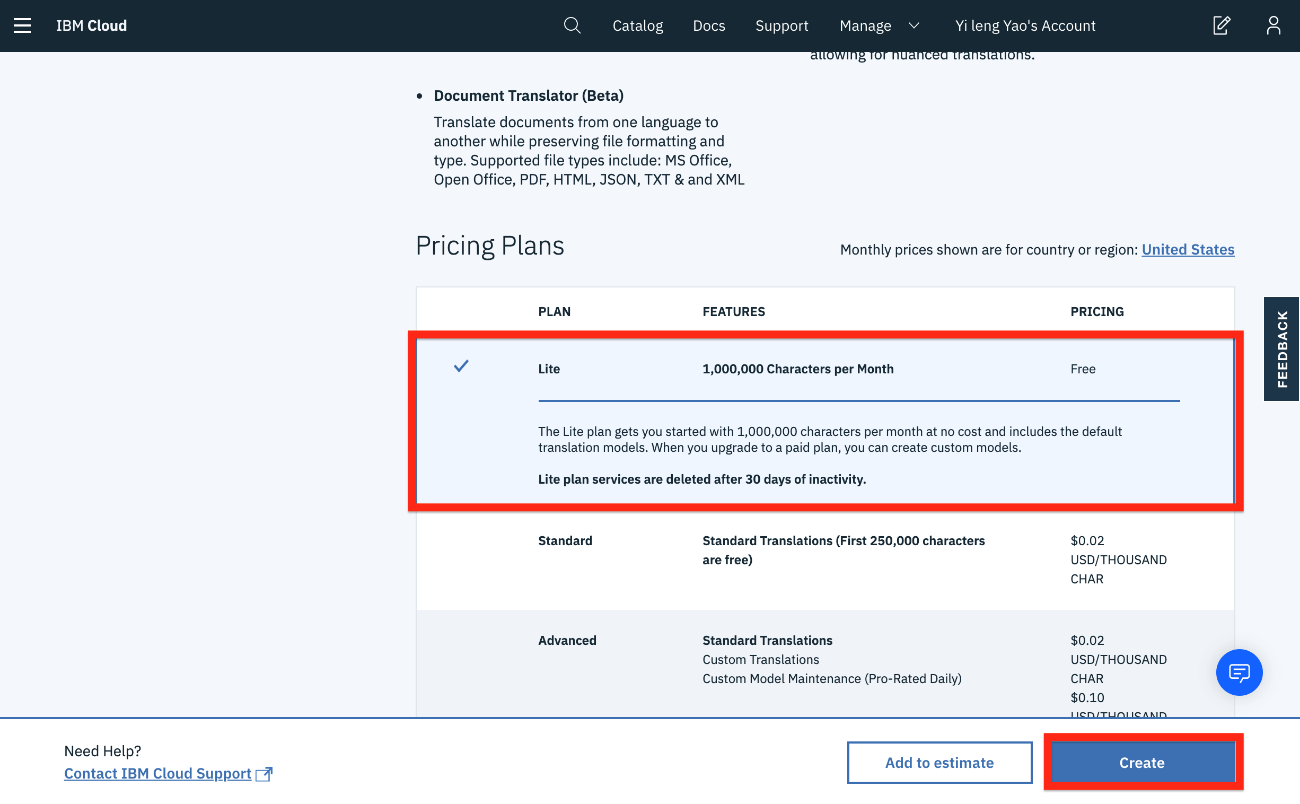 IBM Cloud
Catalog
Docs
Support
Manage
Yi leng Yao's Account
allowing for nuanced translations.
• Document Translator (Beta)
Translate documents from one language to
another while preserving file formatting and
type. Supported file types include: MS Office,
Open Office, PDF, HTML, JSON, TXT & and XML
Pricing Plans
Monthly prices shown are for country or region: United States
PLAN
FEATURES
PRICING
Lite
1,000,000 Characters per Month
Free
The Lite plan gets you started with 1,000,000 characters per month at no cost and includes the default
translation models. When you upgrade to a paid plan, you can create custom models.
Lite plan services are deleted after 30 days of inactivity.
Standard
Standard Translations (First 250,000 characters
are free)
$0.02
USD/THOUSAND
CHAR
Advanced
Standard Translations
Custom Translations
Custom Model Maintenance (Pro-Rated Daily)
$0.02
USD/THOUSAND
CHAR
$0.10
USD/THOUSAND
FEEDBACK
Need Help?
Contact IBM Cloud Support
Add to estimate
Create